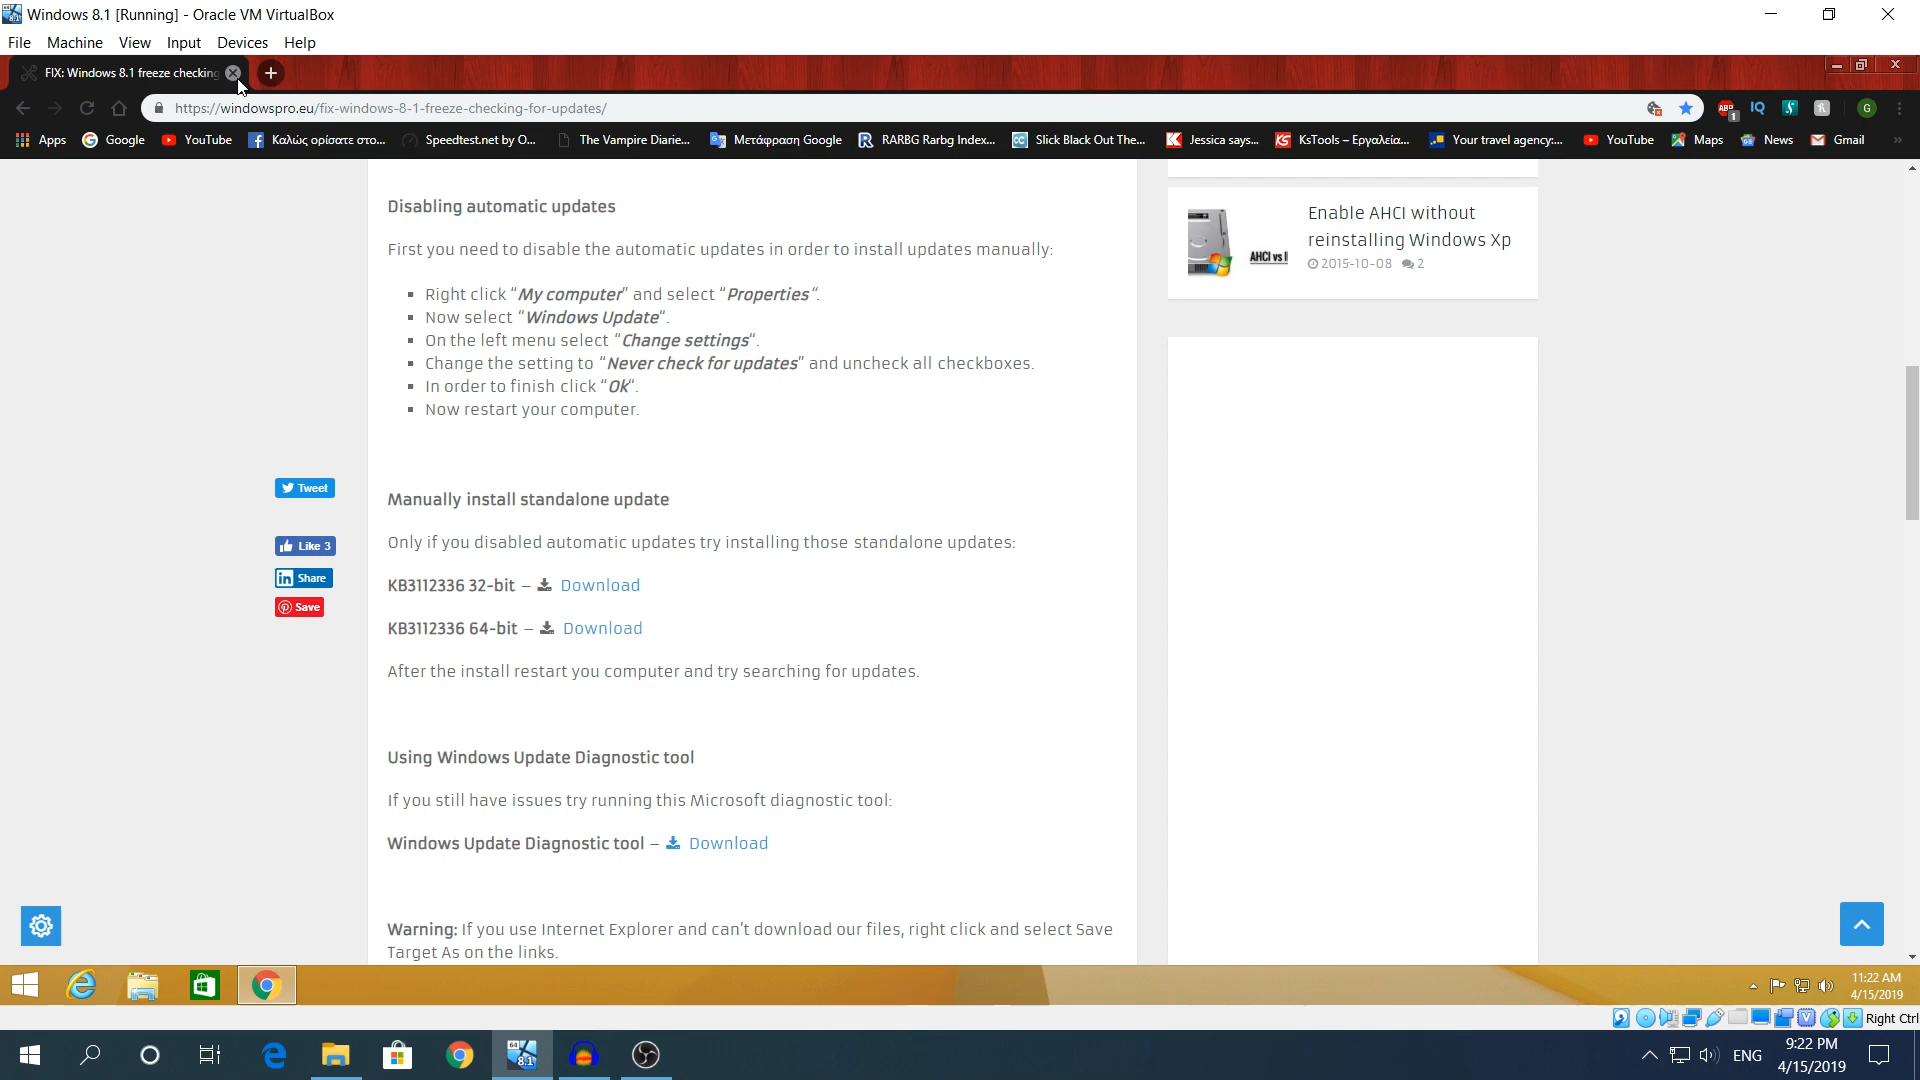 Windows 8.1 [Running] - Oracle VM VirtualBox
File Machine View Input Devices Help
FIX: Windows 8.1 freeze checking
https://windowspro.eu/fix-windows-8-1-freeze-checking-for-updates/
ABP
1
IQ
G
Apps Google YouTube Καλώς ορίσατε στο... Speedtest.net by O... The Vampire Diarie... Μετάφραση Google RARBG Rarbg Index... Slick Black Out The... Jessica says... KsTools – Εργαλεία... Your travel agency:... YouTube Maps News Gmail »
Disabling automatic updates
First you need to disable the automatic updates in order to install updates manually:
Right click “My computer” and select “Properties“.
Now select “Windows Update“.
On the left menu select “Change settings“.
Change the setting to “Never check for updates” and uncheck all checkboxes.
In order to finish click “Ok“.
Now restart your computer.
Manually install standalone update
Only if you disabled automatic updates try installing those standalone updates:
KB3112336 32-bit – Download
KB3112336 64-bit – Download
After the install restart you computer and try searching for updates.
Using Windows Update Diagnostic tool
If you still have issues try running this Microsoft diagnostic tool:
Windows Update Diagnostic tool – Download
Warning: If you use Internet Explorer and can’t download our files, right click and select Save
Target As on the links.
Tweet
Like 3
in Share
Save
AHCI vs I
Enable AHCI without
reinstalling Windows Xp
2015-10-08 2
11:22 AM
4/15/2019
Right Ctrl
64
8.1
ENG
9:22 PM
4/15/2019